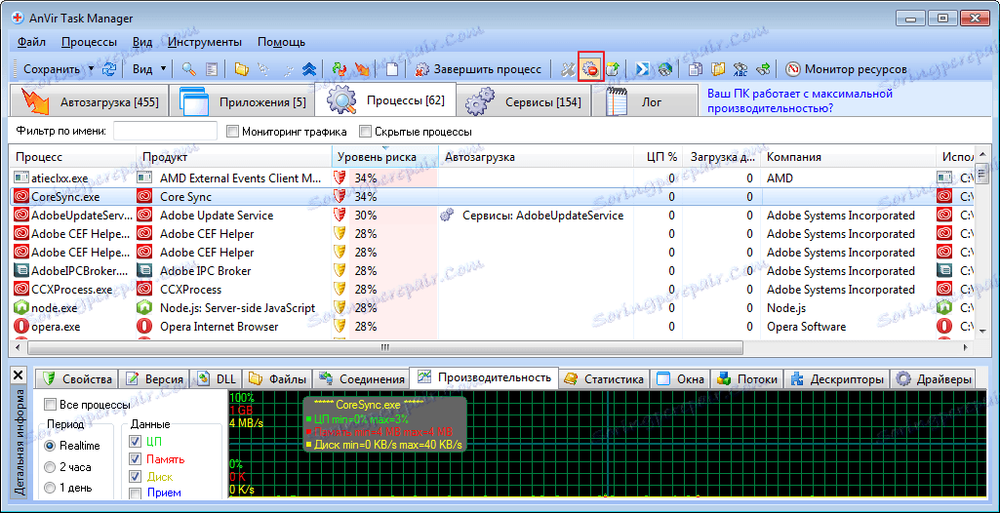 AnVir Task Manager
Файл Процессы Вид Инструменты Помощь
Сохранить Вид Завершить процесс Монитор ресурсов
Автозагрузка [455] Приложения [5] Процессы [62] Сервисы [154] Лог Ваш ПК работает с максимальной
производительностью?
Фильтр по имени: Мониторинг трафика Скрытые процессы
Процесс Продукт Уровень риска Автозагрузка ЦП % Загрузка д... Компания Испол
atieclxx.exe AMD External Events Client M... 34% 0 0 AMD C:\
CoreSync.exe Core Sync 34% 0 0 C:\
AdobeUpdateServ... Adobe Update Service 30% Сервисы: AdobeUpdateService 0 0 Adobe Systems Incorporated C:\
Adobe CEF Helpe... Adobe CEF Helper 28% 0 0 Adobe Systems Incorporated C:\
Adobe CEF Helpe... Adobe CEF Helper 28% 0 0 Adobe Systems Incorporated C:\
AdobeIPCBroker.... Adobe IPC Broker 28% 0 0 Adobe Systems Incorporated C:\
CCXProcess.exe CCXProcess 28% 0 0 Adobe Systems Incorporated C:\
node.exe Node.js: Server-side JavaScript 28% 0 0 Node.js C:\
opera.exe Opera Internet Browser 28% 0 0 Opera Software C:\
Свойства Версия DLL Файлы Соединения Производительность Статистика Окна Потоки Дескрипторы Драйверы
Детальная информа
Все процессы
Период
Realtime
2 часа
1 день
Данные
ЦП
Память
Диск
Прием
100%
1 GB
4 MB/s
***** CoreSync.exe *****
ЦП min=0% max=3%
Память min=4 MB max=4 MB
Диск min=0 KB/s max=40 KB/s
0%
0 K
0 K/s
Soringpcrepair.Com